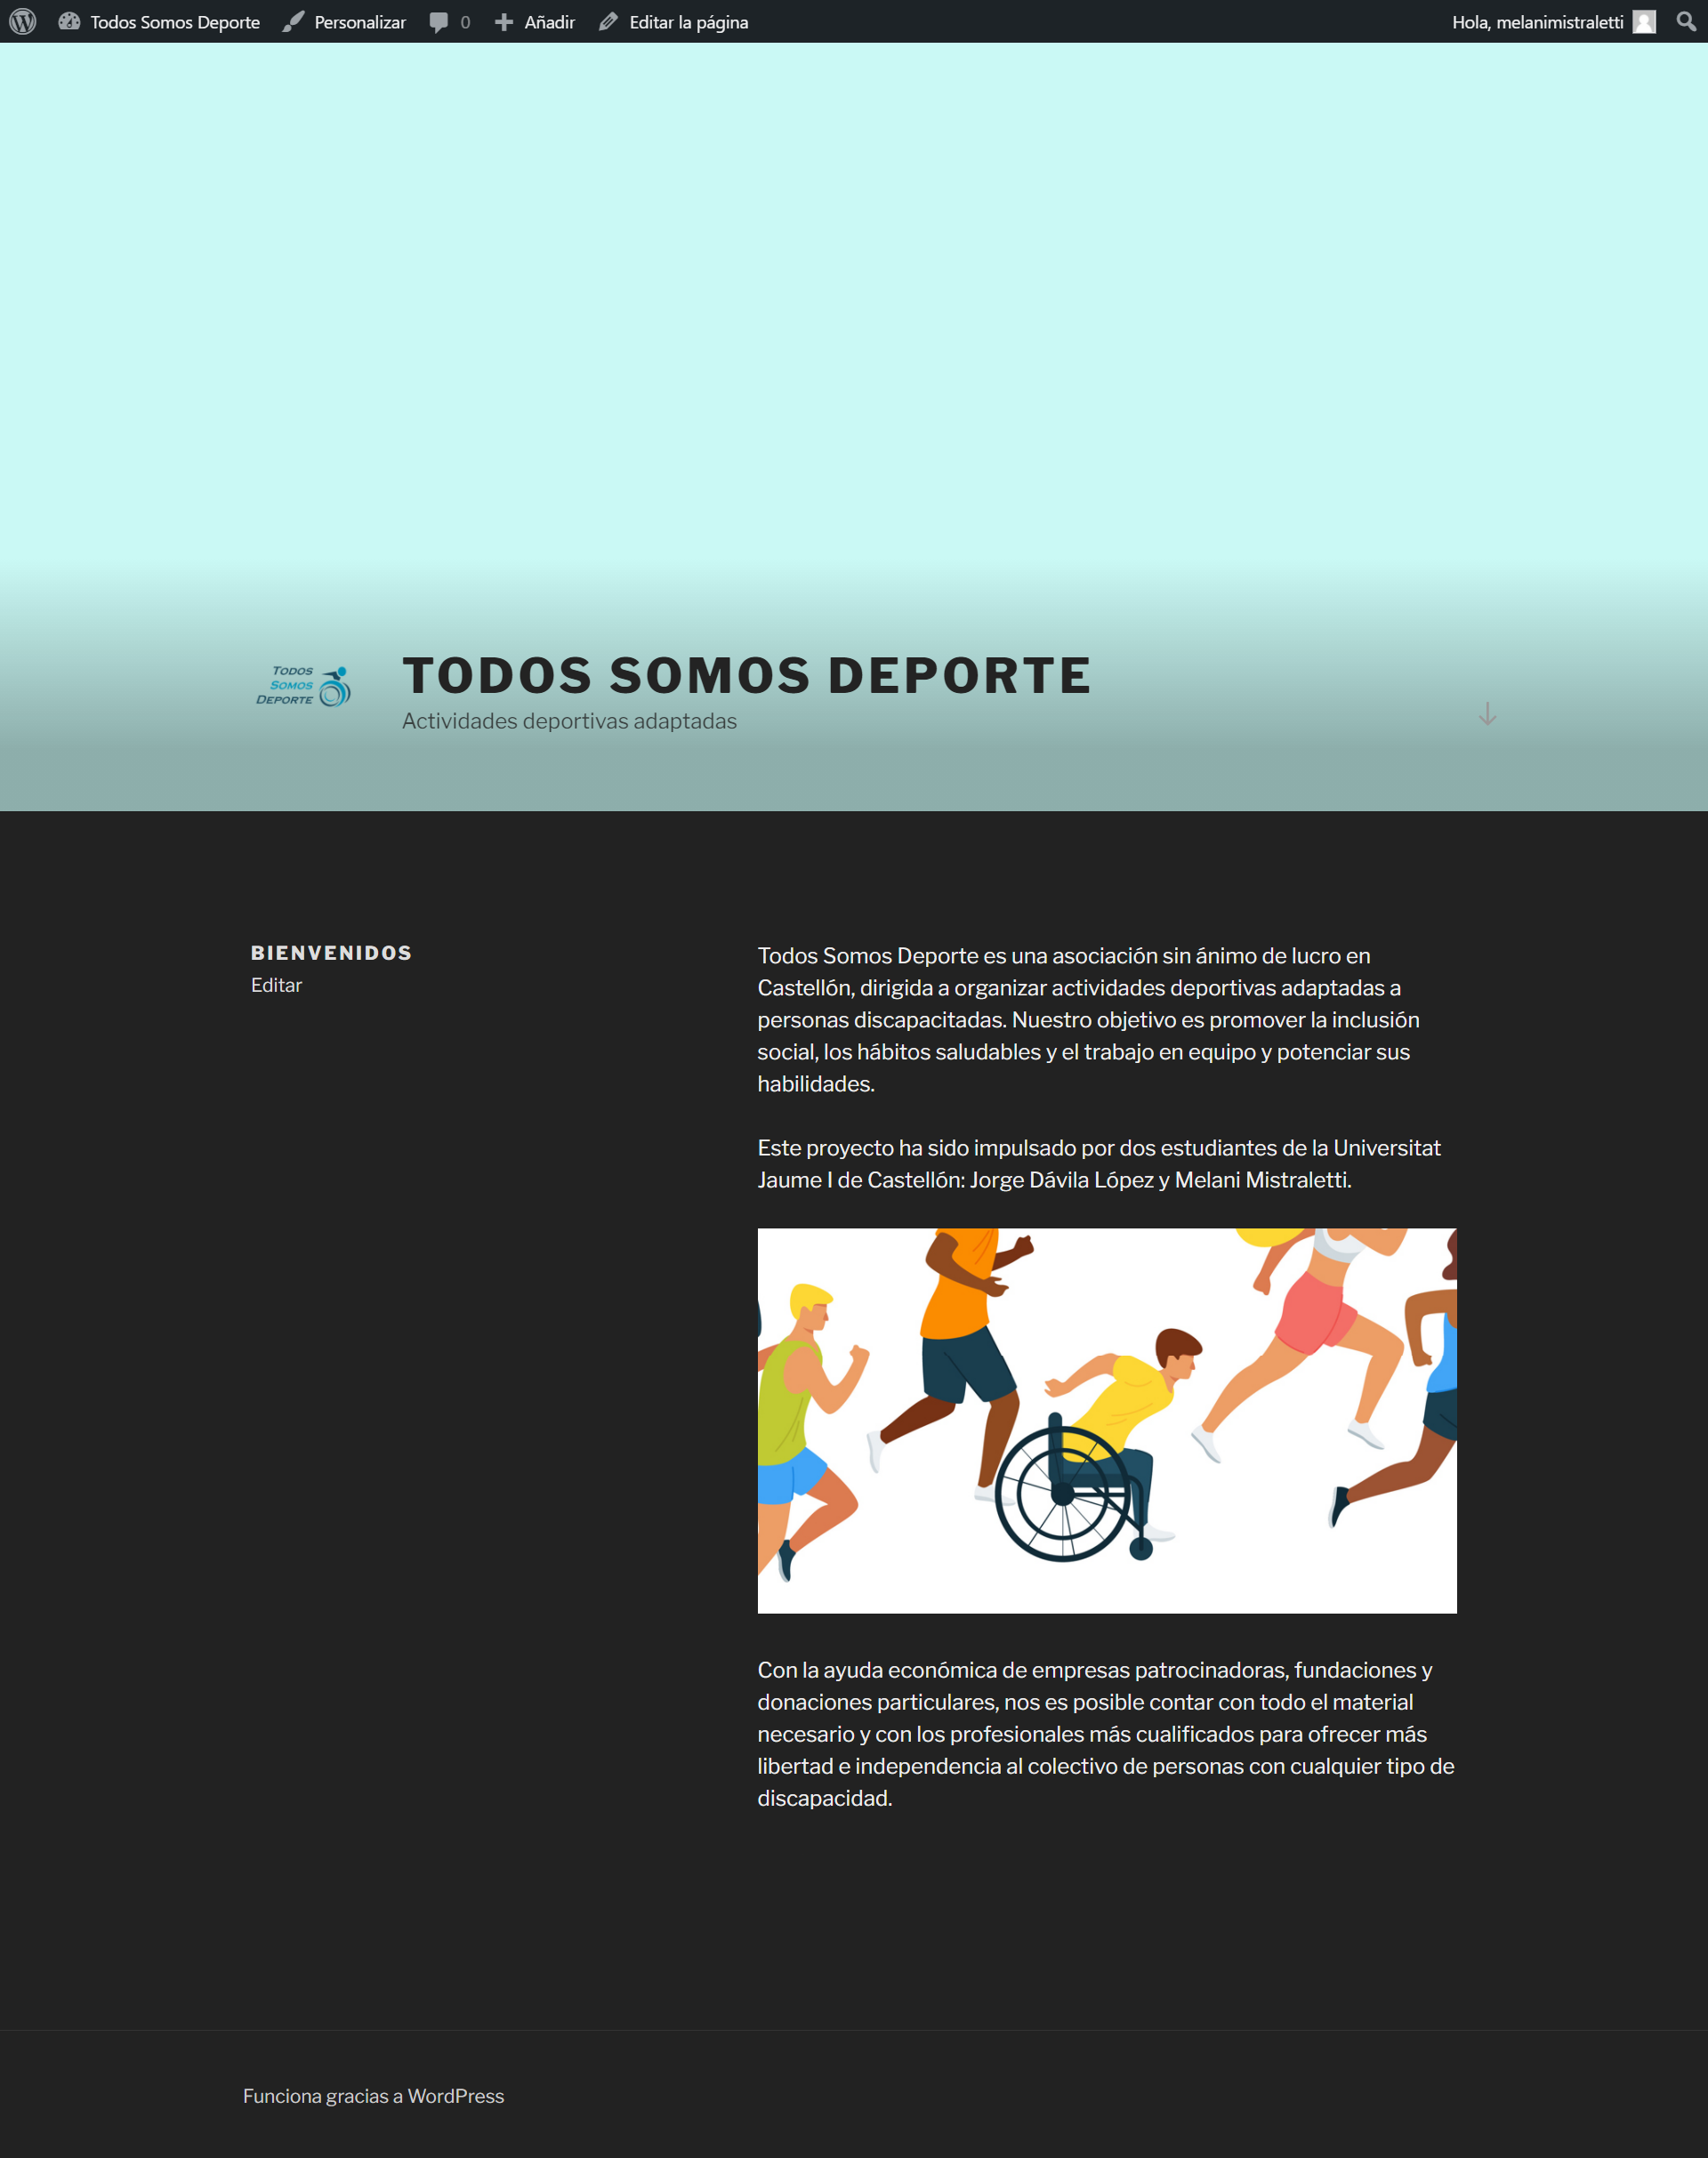 Todos Somos Deporte Personalizar 0 Añadir Editar la página Hola, melanimistraletti
TODOS
SOMOS
DEPORTE
TODOS SOMOS DEPORTE
Actividades deportivas adaptadas
BIENVENIDOS
Editar
Todos Somos Deporte es una asociación sin ánimo de lucro en
Castellón, dirigida a organizar actividades deportivas adaptadas a
personas discapacitadas. Nuestro objetivo es promover la inclusión
social, los hábitos saludables y el trabajo en equipo y potenciar sus
habilidades.
Este proyecto ha sido impulsado por dos estudiantes de la Universitat
Jaume I de Castellón: Jorge Dávila López y Melani Mistraletti.
Con la ayuda económica de empresas patrocinadoras, fundaciones y
donaciones particulares, nos es posible contar con todo el material
necesario y con los profesionales más cualificados para ofrecer más
libertad e independencia al colectivo de personas con cualquier tipo de
discapacidad.
Funciona gracias a WordPress